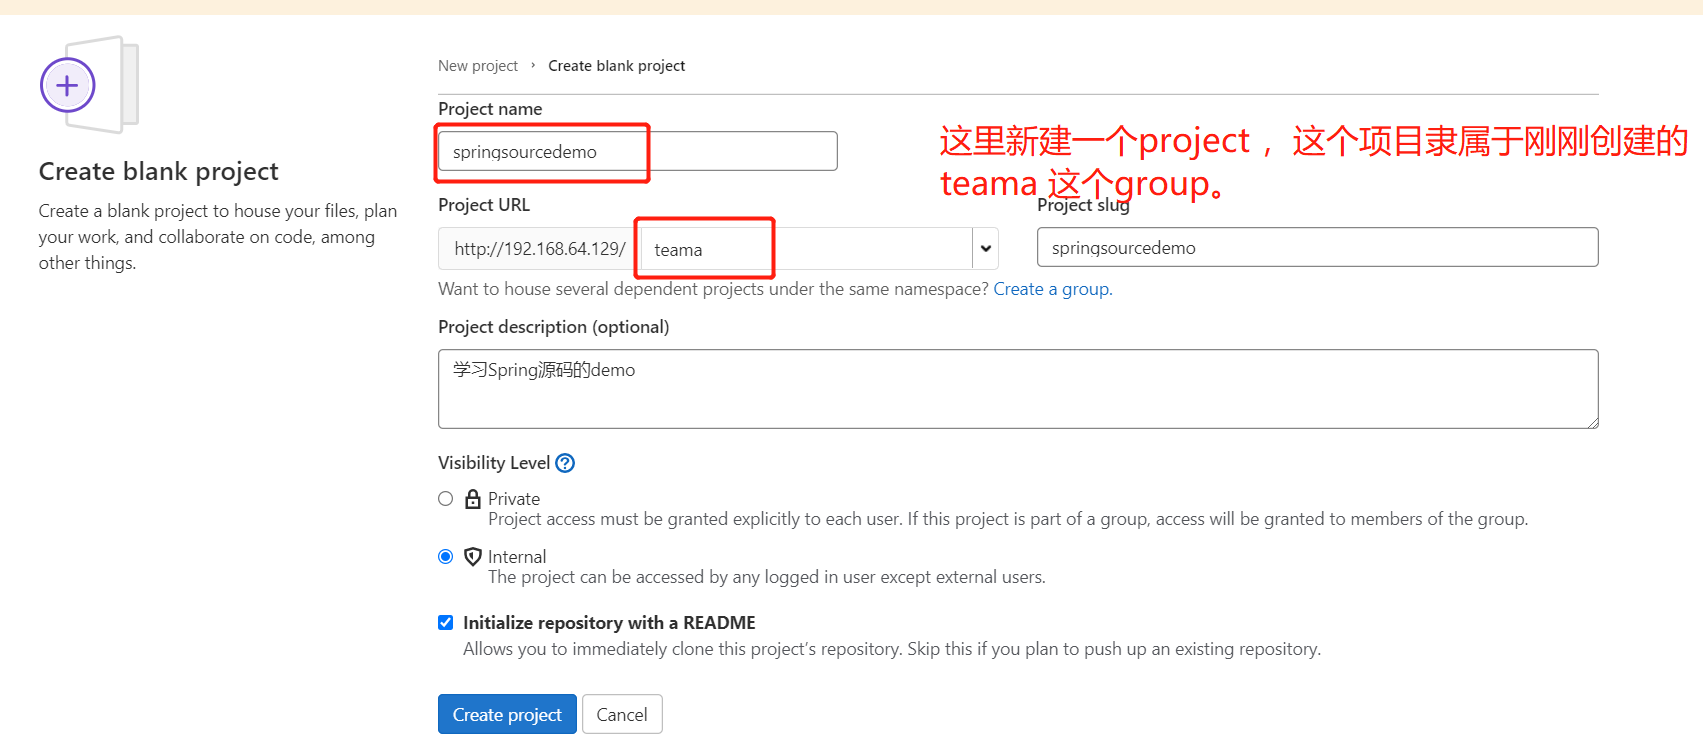 New project › Create blank project
Project name
springsourcedemo
这里新建一个project ，这个项目隶属于刚刚创建的
teama 这个group。
Create blank project
Create a blank project to house your files, plan
your work, and collaborate on code, among
other things.
Project URL
Project slug
http://192.168.64.129/
teama
springsourcedemo
Want to house several dependent projects under the same namespace? Create a group.
Project description (optional)
学习Spring源码的demo
Visibility Level
Private
Project access must be granted explicitly to each user. If this project is part of a group, access will be granted to members of the group.
Internal
The project can be accessed by any logged in user except external users.
Initialize repository with a README
Allows you to immediately clone this project’s repository. Skip this if you plan to push up an existing repository.
Create project
Cancel